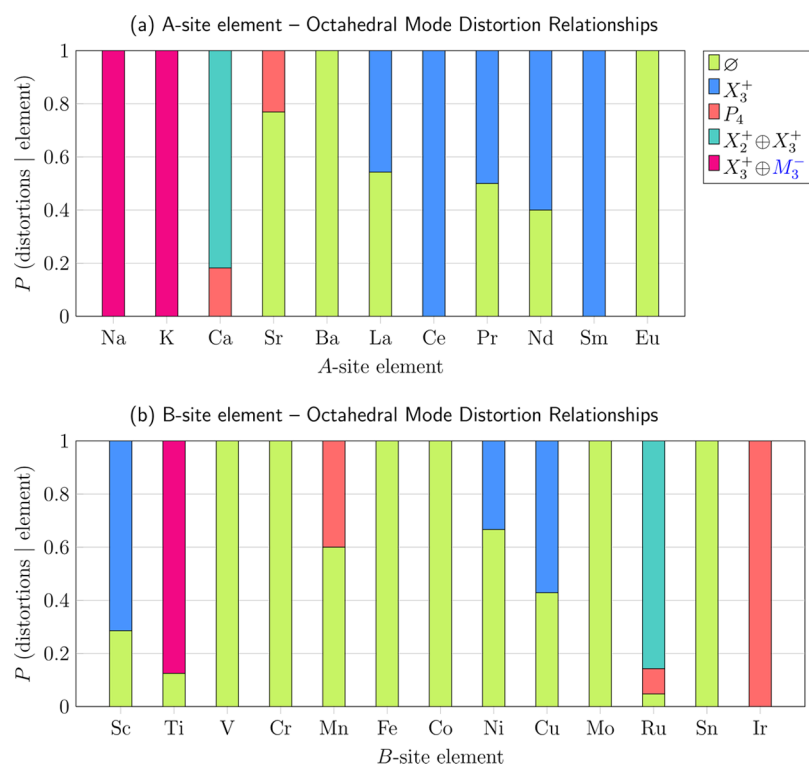 (a) A-site element – Octahedral Mode Distortion Relationships
1
0.8
0.6
0.4
0.2
0
P (distortions | element)
Na K Ca Sr Ba La Ce Pr Nd Sm Eu
A-site element
∅
X₃⁺
P₄
X₂⁺⊕X₃⁺
X₃⁺⊕M₃⁻
(b) B-site element – Octahedral Mode Distortion Relationships
1
0.8
0.6
0.4
0.2
0
P (distortions | element)
Sc Ti V Cr Mn Fe Co Ni Cu Mo Ru Sn Ir
B-site element